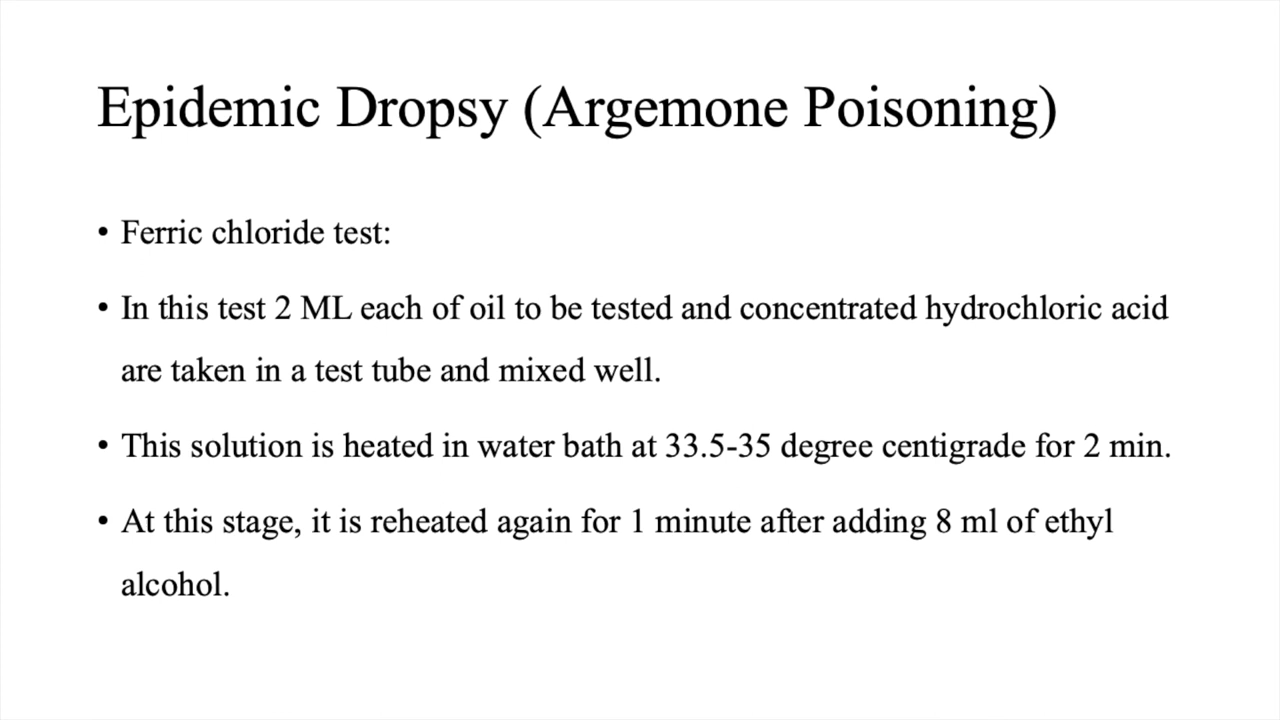 Epidemic Dropsy (Argemone Poisoning)
• Ferric chloride test:
• In this test 2 ML each of oil to be tested and concentrated hydrochloric acid
are taken in a test tube and mixed well.
• This solution is heated in water bath at 33.5-35 degree centigrade for 2 min.
• At this stage, it is reheated again for 1 minute after adding 8 ml of ethyl
alcohol.